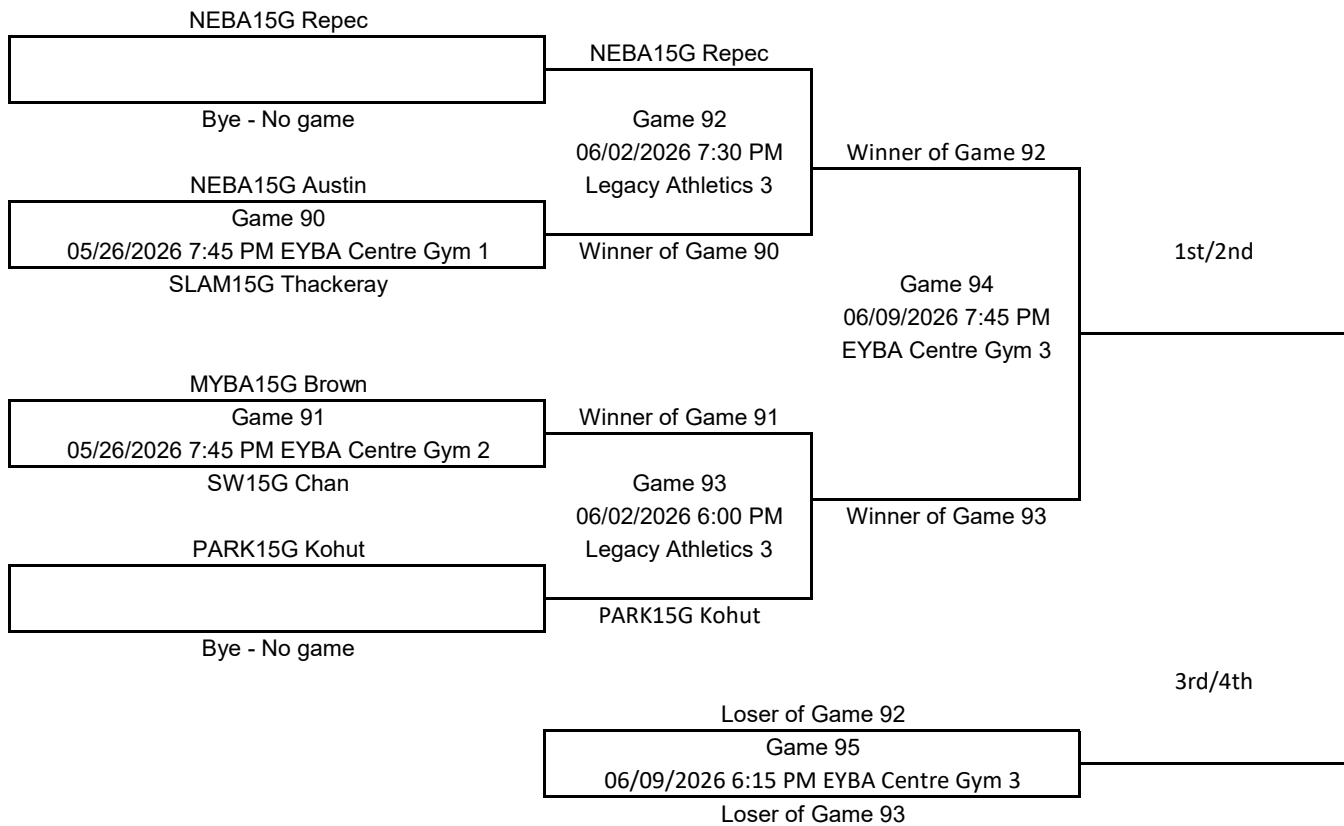 NEBA15G Repec
Bye - No game
NEBA15G Austin
Game 90
05/26/2026 7:45 PM EYBA Centre Gym 1
SLAM15G Thackeray
MYBA15G Brown
Game 91
05/26/2026 7:45 PM EYBA Centre Gym 2
SW15G Chan
PARK15G Kohut
Bye - No game
NEBA15G Repec
Game 92
06/02/2026 7:30 PM
Legacy Athletics 3
Winner of Game 90
Winner of Game 91
Game 93
06/02/2026 6:00 PM
Legacy Athletics 3
PARK15G Kohut
Winner of Game 92
Game 94
06/09/2026 7:45 PM
EYBA Centre Gym 3
Winner of Game 93
1st/2nd
3rd/4th
Loser of Game 92
Game 95
06/09/2026 6:15 PM EYBA Centre Gym 3
Loser of Game 93